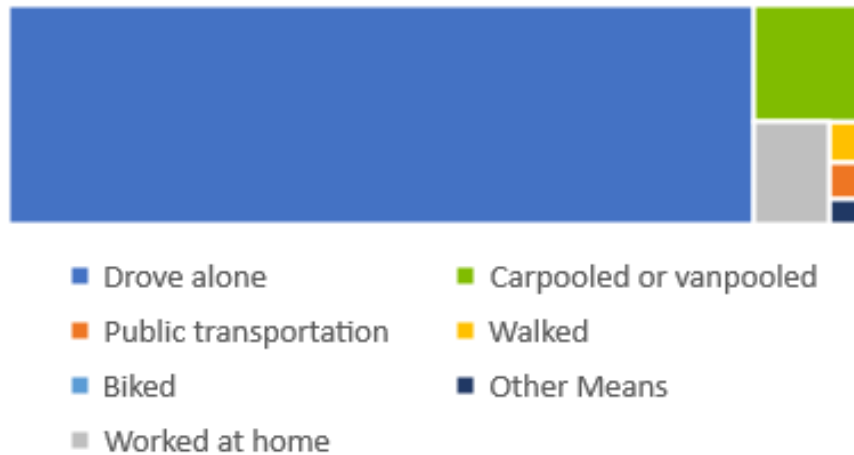 Drove alone
Carpooled or vanpooled
Public transportation
Walked
Biked
Other Means
Worked at home